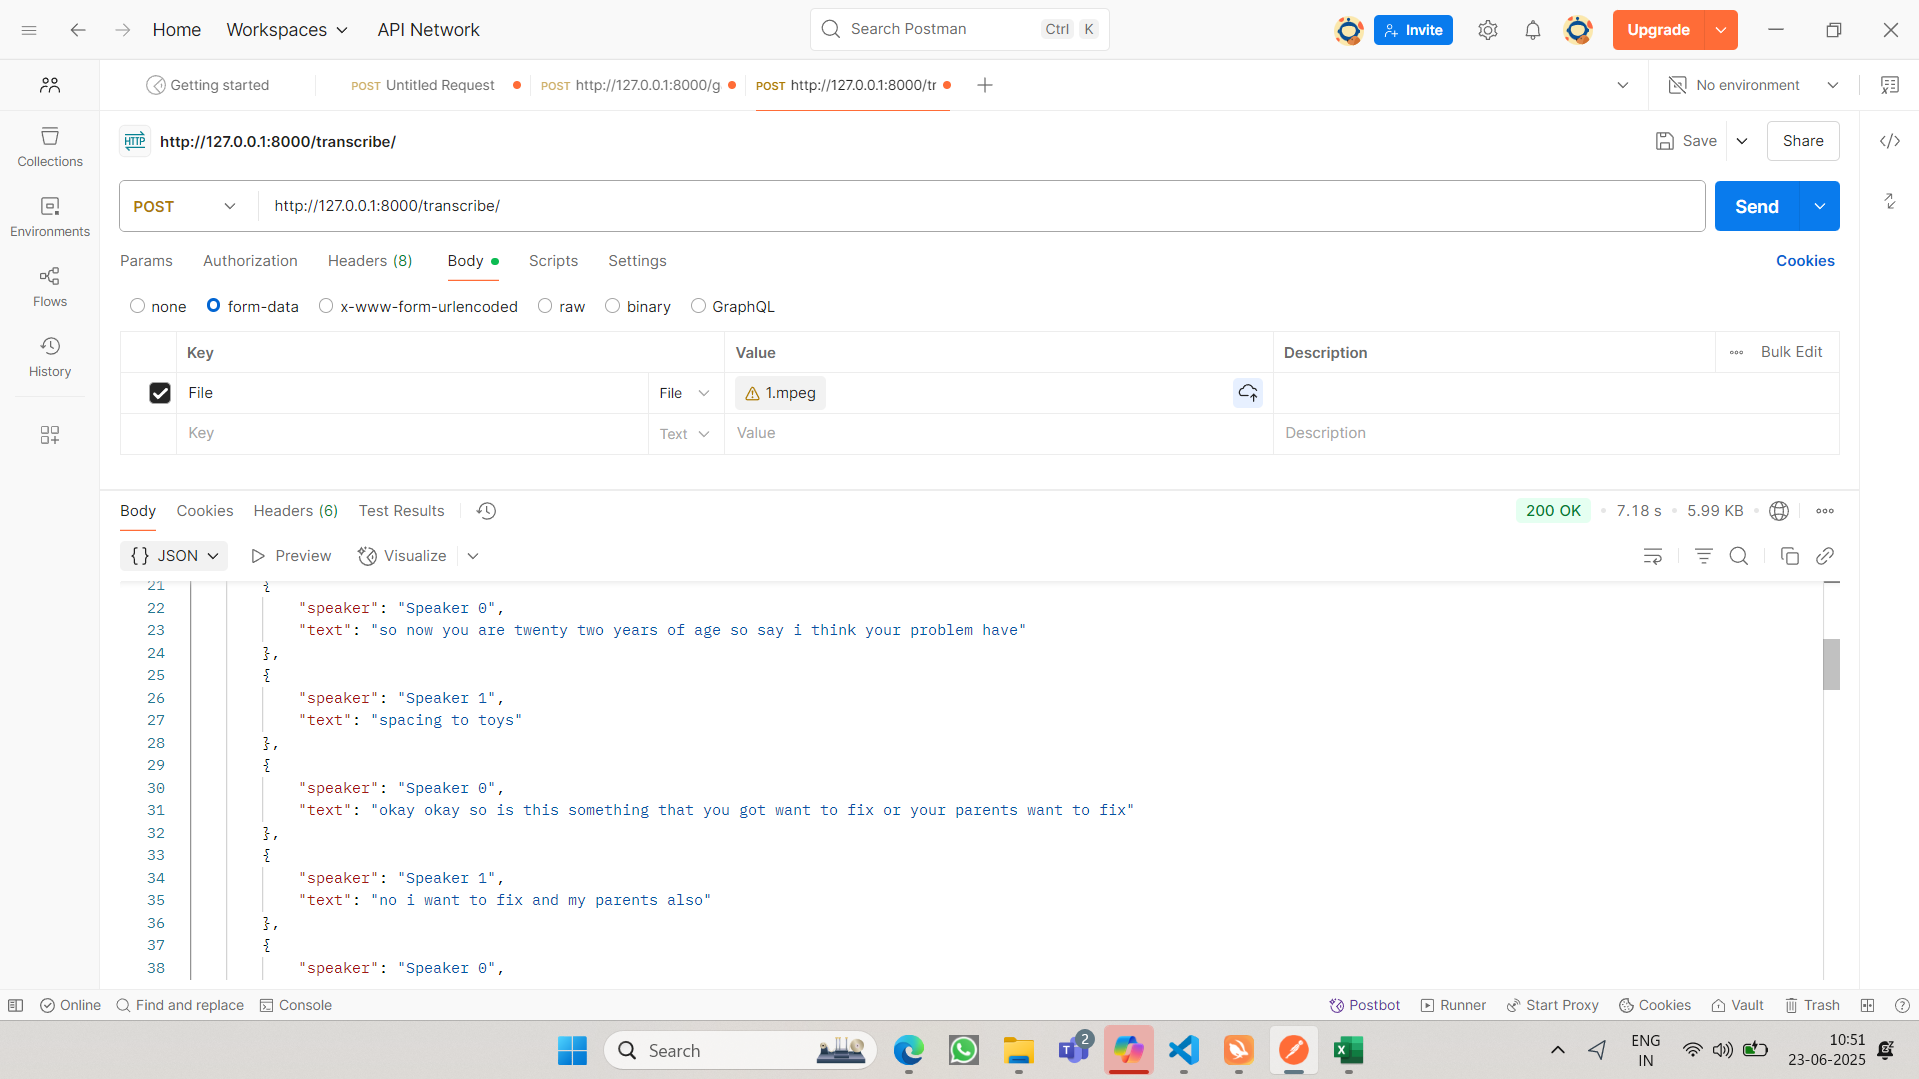 Home Workspaces API Network Search Postman Ctrl K Invite Upgrade
Getting started POST Untitled Request POST http://127.0.0.1:8000/g POST http://127.0.0.1:8000/tr No environment
HTTP http://127.0.0.1:8000/transcribe/ Save Share
POST http://127.0.0.1:8000/transcribe/ Send
Collections
Environments
Flows
History
Params Authorization Headers (8) Body Scripts Settings Cookies
none form-data x-www-form-urlencoded raw binary GraphQL
Key Value Description Bulk Edit
File File 1.mpeg
Key Text Value Description
Body Cookies Headers (6) Test Results 200 OK 7.18 s 5.99 KB
{} JSON Preview Visualize
21 {
22 "speaker": "Speaker 0",
23 "text": "so now you are twenty two years of age so say i think your problem have"
24 },
25 {
26 "speaker": "Speaker 1",
27 "text": "spacing to toys"
28 },
29 {
30 "speaker": "Speaker 0",
31 "text": "okay okay so is this something that you got want to fix or your parents want to fix"
32 },
33 {
34 "speaker": "Speaker 1",
35 "text": "no i want to fix and my parents also"
36 },
37 {
38 "speaker": "Speaker 0",
Online Find and replace Console Postbot Runner Start Proxy Cookies Vault Trash
Search 2 ENG IN 10:51 23-06-2025